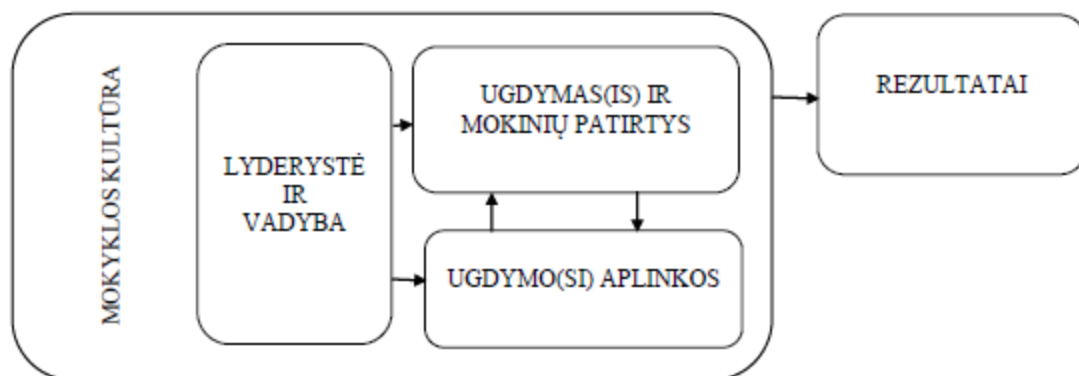 MOKYKLOS KULTŪRA
LYDERYSTĖ
IR
VADYBA
UGDYMAS(IS) IR
MOKINIŲ PATIRTYS
UGDYMO(SI) APLINKOS
REZULTATAI